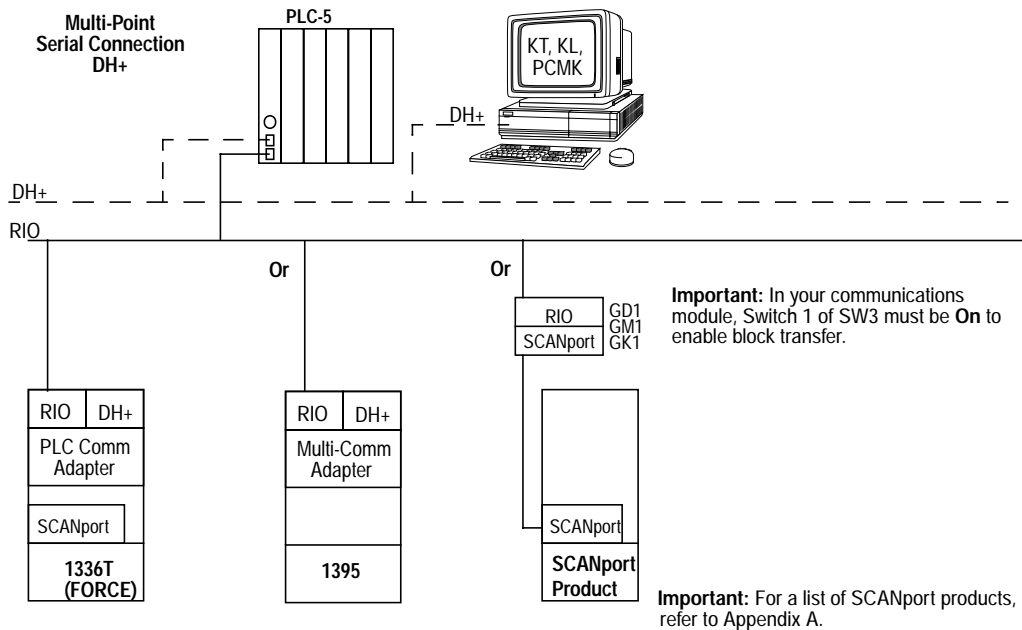 Multi-Point
Serial Connection
DH+
PLC-5
KT, KL,
PCMK
DH+
DH+
RIO
Or
Or
RIO
SCANport
GD1
GM1
GK1
Important: In your communications
module, Switch 1 of SW3 must be On to
enable block transfer.
RIO DH+
PLC Comm
Adapter
SCANport
1336T
(FORCE)
RIO DH+
Multi-Comm
Adapter
1395
SCANport
SCANport
Product
Important: For a list of SCANport products,
refer to Appendix A.